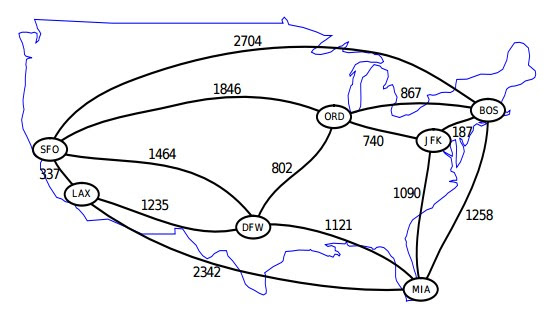 2704
1846
867
BOS
ORD
187
740
JFK
SFO
1464
802
337
LAX
1090
1235
1258
DFW
1121
2342
MIA